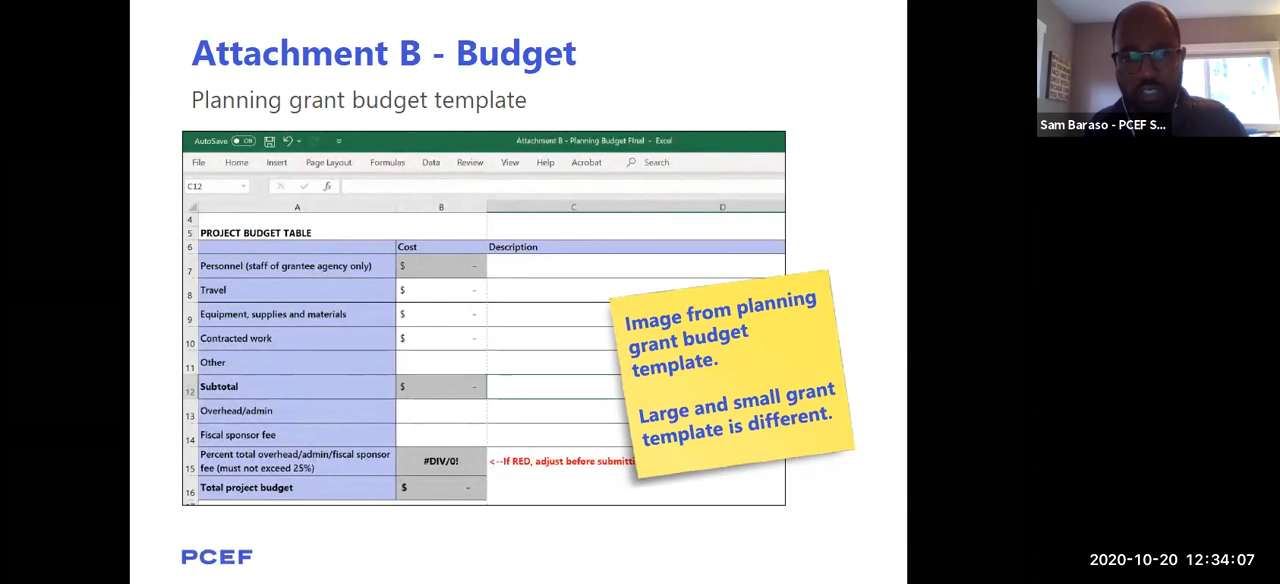 Attachment B - Budget
Planning grant budget template
AutoSave Off
Attachment B - Planning Budget Final - Excel
File Home Insert Page Layout Formulas Data Review View Help Acrobat Search
C12 fx
A B C D
4
5 PROJECT BUDGET TABLE
6 Cost Description
7 Personnel (staff of grantee agency only) $ -
8 Travel $ -
9 Equipment, supplies and materials $ -
10 Contracted work $ -
11 Other
12 Subtotal $ -
13 Overhead/admin
14 Fiscal sponsor fee
Percent total overhead/admin/fiscal sponsor
15 fee (must not exceed 25%) #DIV/0! <--If RED, adjust before submitti
16 Total project budget $ -
Image from planning
grant budget
template.
Large and small grant
template is different.
PCEF
Sam Baraso - PCEF S...
2020-10-20 12:34:07